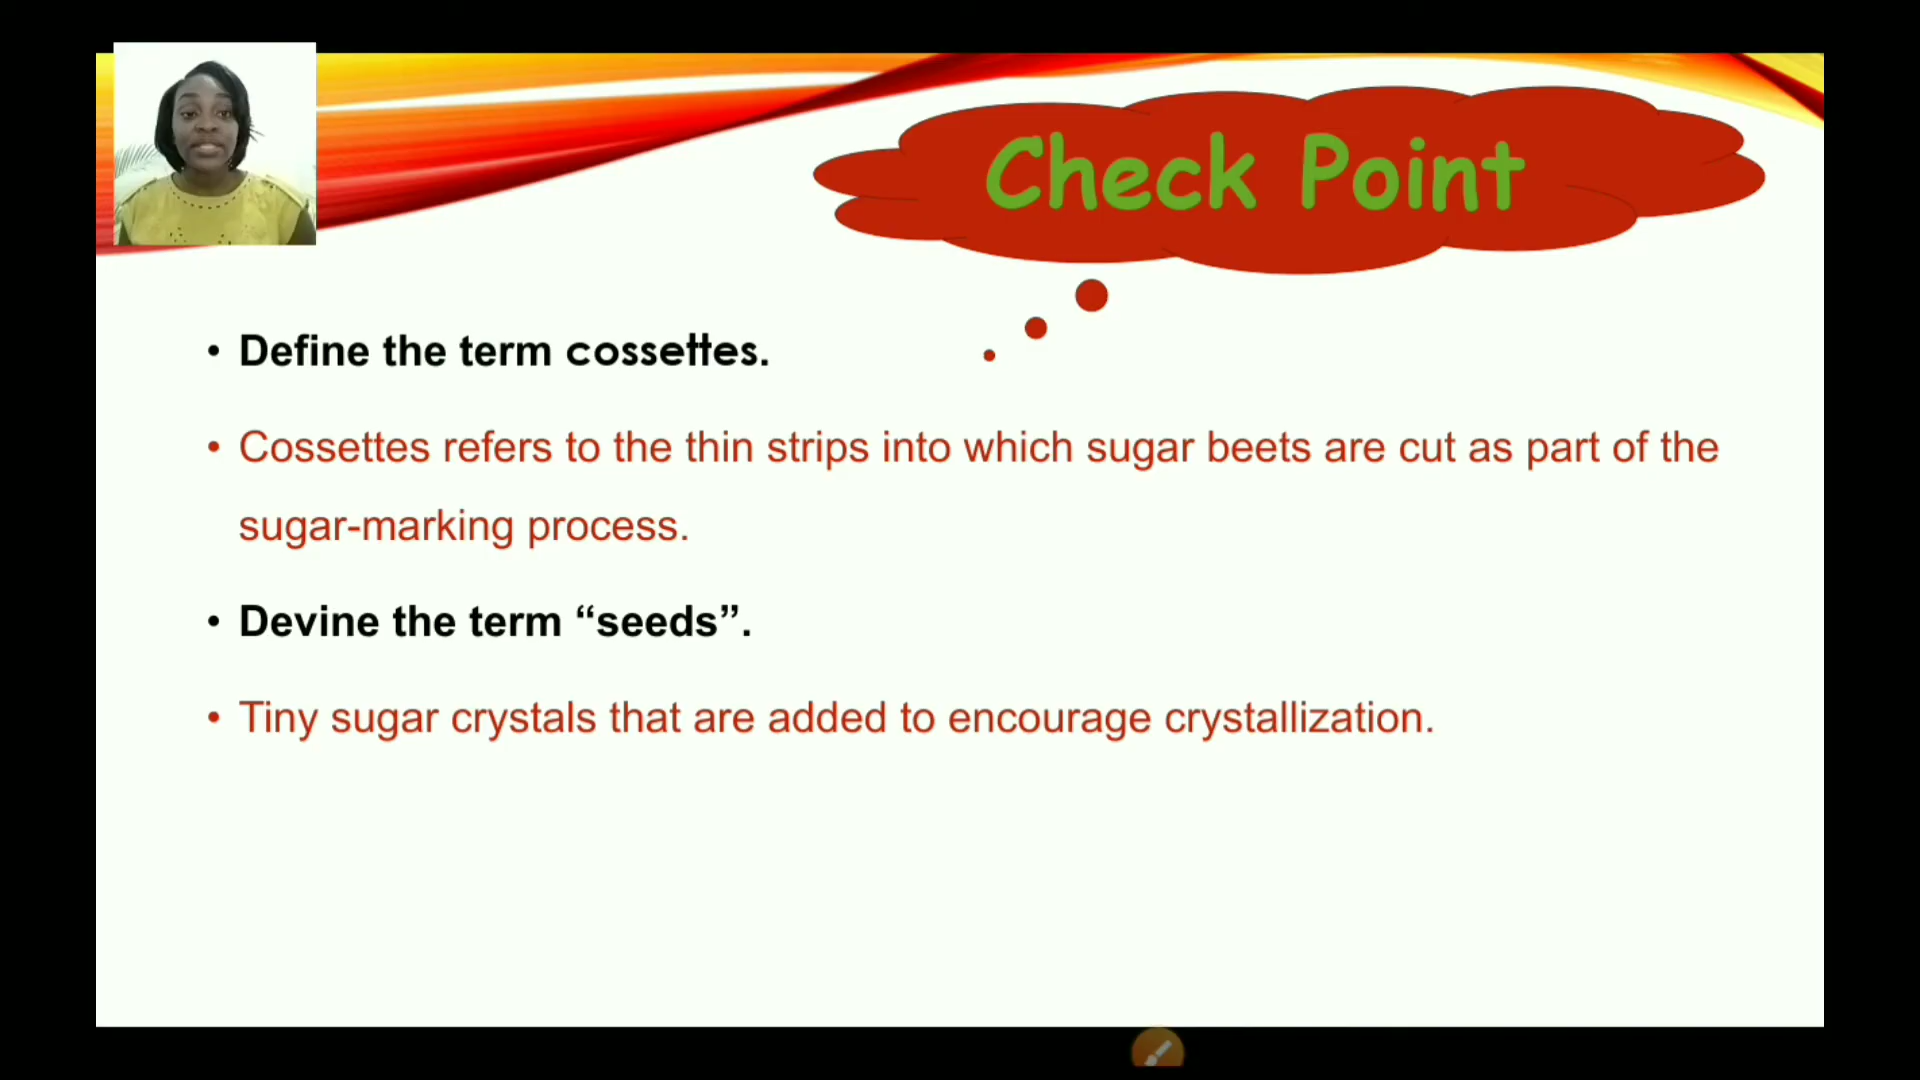 Check Point
• Define the term cossettes.
• Cossettes refers to the thin strips into which sugar beets are cut as part of the
sugar-marking process.
• Devine the term “seeds”.
• Tiny sugar crystals that are added to encourage crystallization.